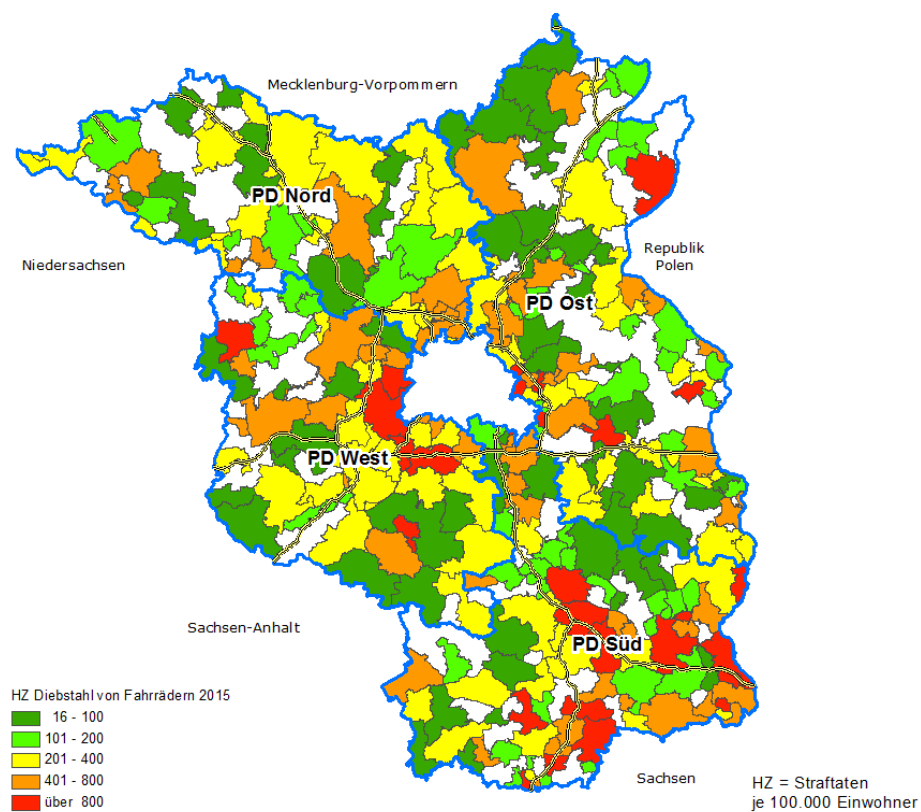 Mecklenburg-Vorpommern
PD Nord
Niedersachsen
Republik
Polen
PD Ost
PD West
Sachsen-Anhalt
PD Süd
HZ Diebstahl von Fahrrädern 2015
16 - 100
101 - 200
201 - 400
401 - 800
über 800
Sachsen
HZ = Straftaten
je 100.000 Einwohner